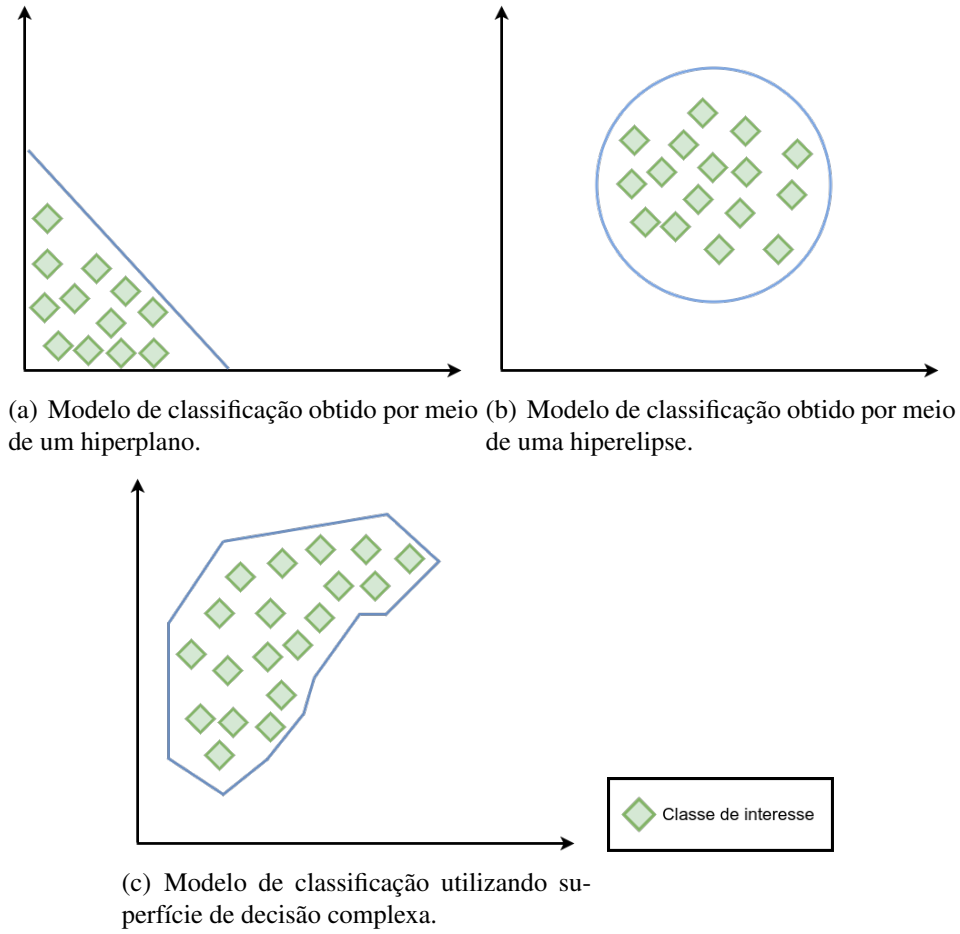 (a) Modelo de classificação obtido por meio
de um hiperplano.
(b) Modelo de classificação obtido por meio
de uma hiperelipse.
Classe de interesse
(c) Modelo de classificação utilizando su-
perfície de decisão complexa.